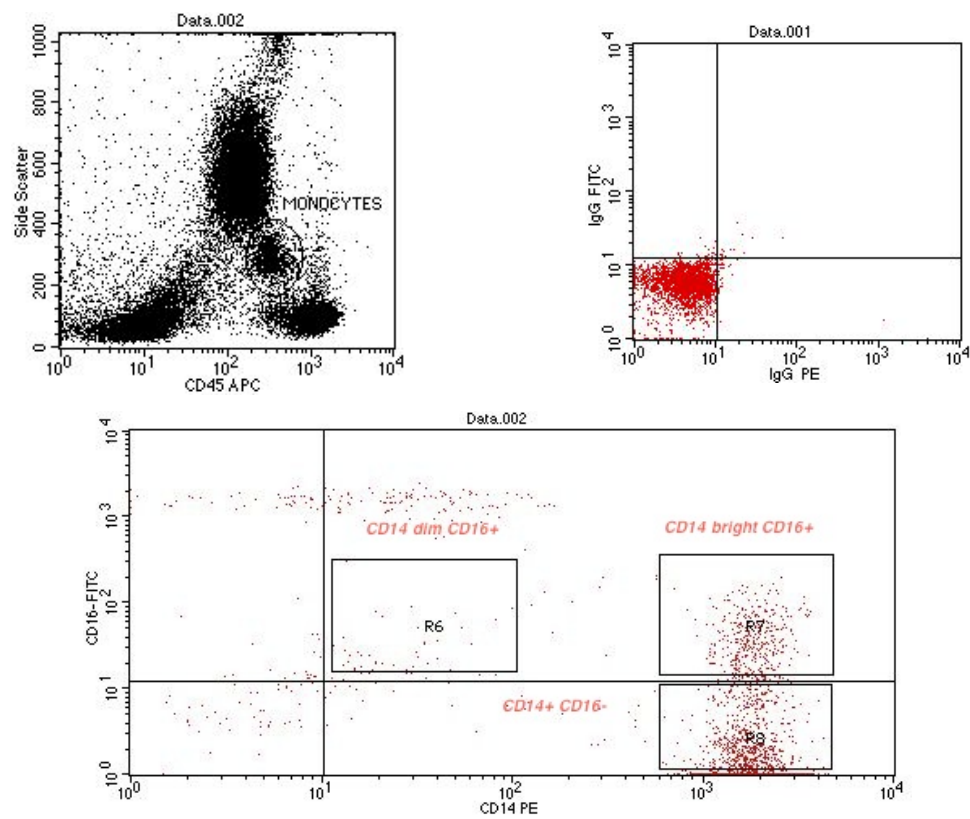 Data.002
1000
800
600
400
200
0
Side Scatter
MONOCYTES
10^0
10^1
10^2
10^3
10^4
CD45 APC
Data.001
10^4
10^3
10^2
10^1
10^0
IgG FITC
10^0
10^1
10^2
10^3
10^4
IgG PE
Data.002
10^4
10^3
10^2
10^1
10^0
CD16-FITC
CD14 dim CD16+
CD14 bright CD16+
R6
R7
CD14+ CD16-
R8
10^0
10^1
10^2
10^3
10^4
CD14 PE